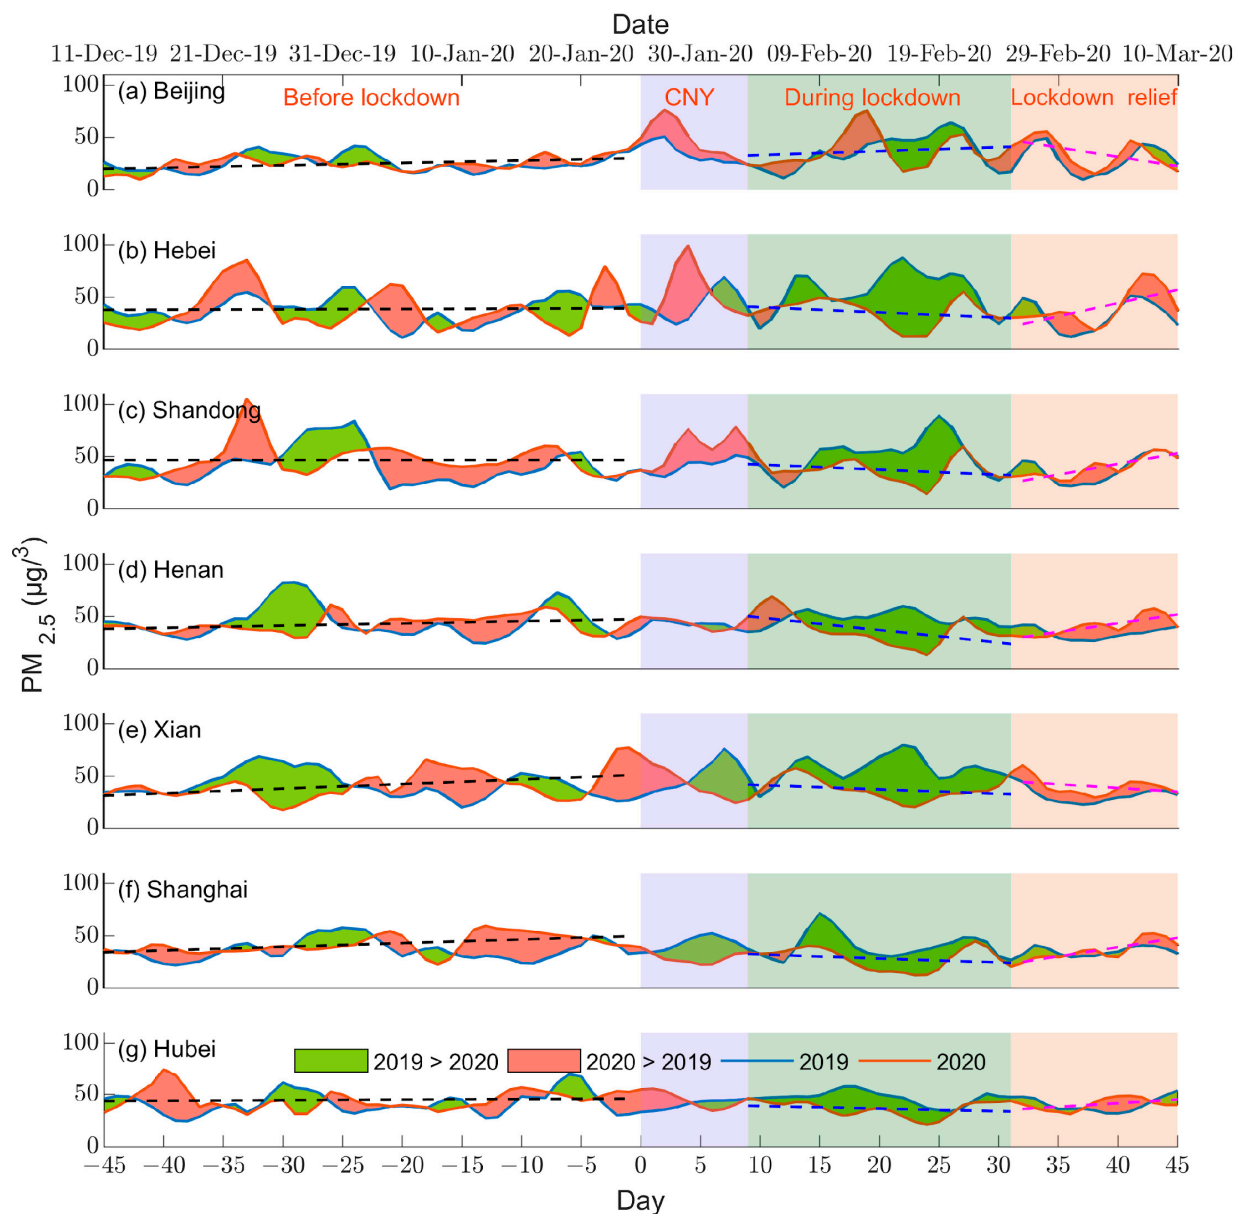 Date
11-Dec-19 21-Dec-19 31-Dec-19 10-Jan-20 20-Jan-20 30-Jan-20 09-Feb-20 19-Feb-20 29-Feb-20 10-Mar-20
100
(a) Beijing
Before lockdown CNY During lockdown Lockdown relief
50
0
100
(b) Hebei
50
0
100
(c) Shandong
50
0
PM 2.5 (µg/³)
100
(d) Henan
50
0
100
(e) Xian
50
0
100
(f) Shanghai
50
0
100
(g) Hubei
2019 > 2020 2020 > 2019 2019 2020
50
0
−45 −40 −35 −30 −25 −20 −15 −10 −5 0 5 10 15 20 25 30 35 40 45
Day